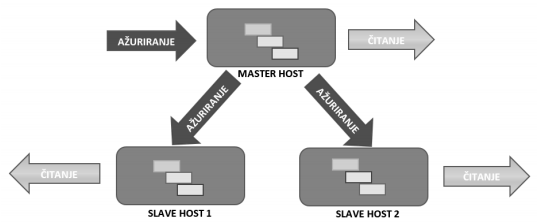 AŽURIRANJE
ČITANJE
MASTER HOST
AŽURIRANJE
AŽURIRANJE
ČITANJE
ČITANJE
SLAVE HOST 1
SLAVE HOST 2